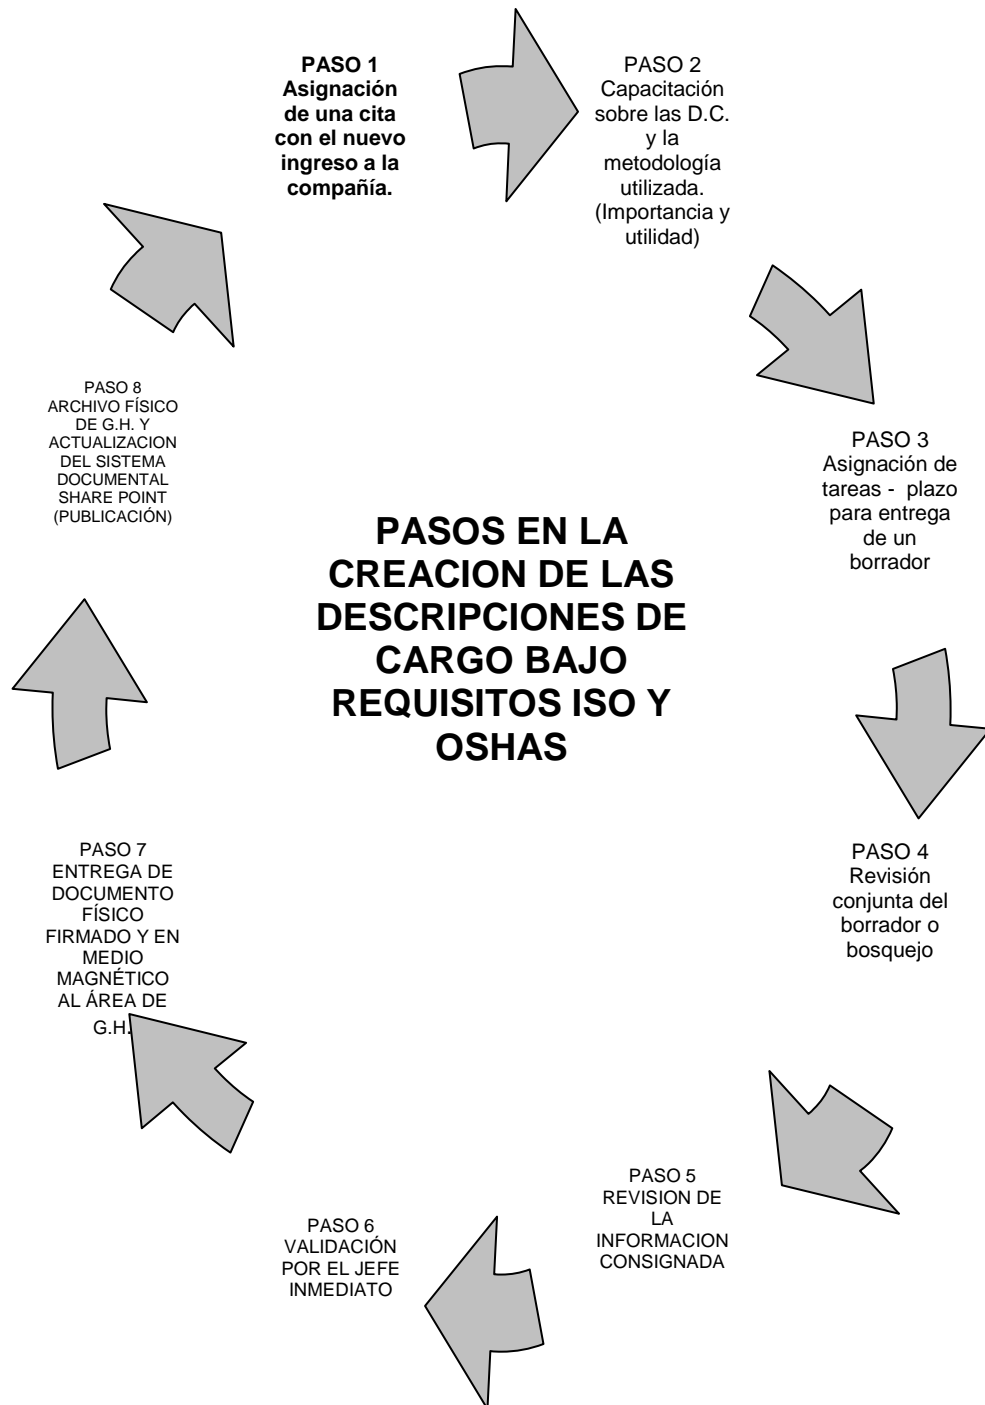 PASO 1
Asignación
de una cita
con el nuevo
ingreso a la
compañía.
PASO 2
Capacitación
sobre las D.C.
y la
metodología
utilizada.
(Importancia y
utilidad)
PASO 3
Asignación de
tareas - plazo
para entrega
de un
borrador
PASO 4
Revisión
conjunta del
borrador o
bosquejo
PASO 5
REVISION DE
LA
INFORMACION
CONSIGNADA
PASO 6
VALIDACIÓN
POR EL JEFE
INMEDIATO
PASO 7
ENTREGA DE
DOCUMENTO
FÍSICO
FIRMADO Y EN
MEDIO
MAGNÉTICO
AL ÁREA DE
G.H.
PASO 8
ARCHIVO FÍSICO
DE G.H. Y
ACTUALIZACION
DEL SISTEMA
DOCUMENTAL
SHARE POINT
(PUBLICACIÓN)
PASOS EN LA
CREACION DE LAS
DESCRIPCIONES DE
CARGO BAJO
REQUISITOS ISO Y
OSHAS